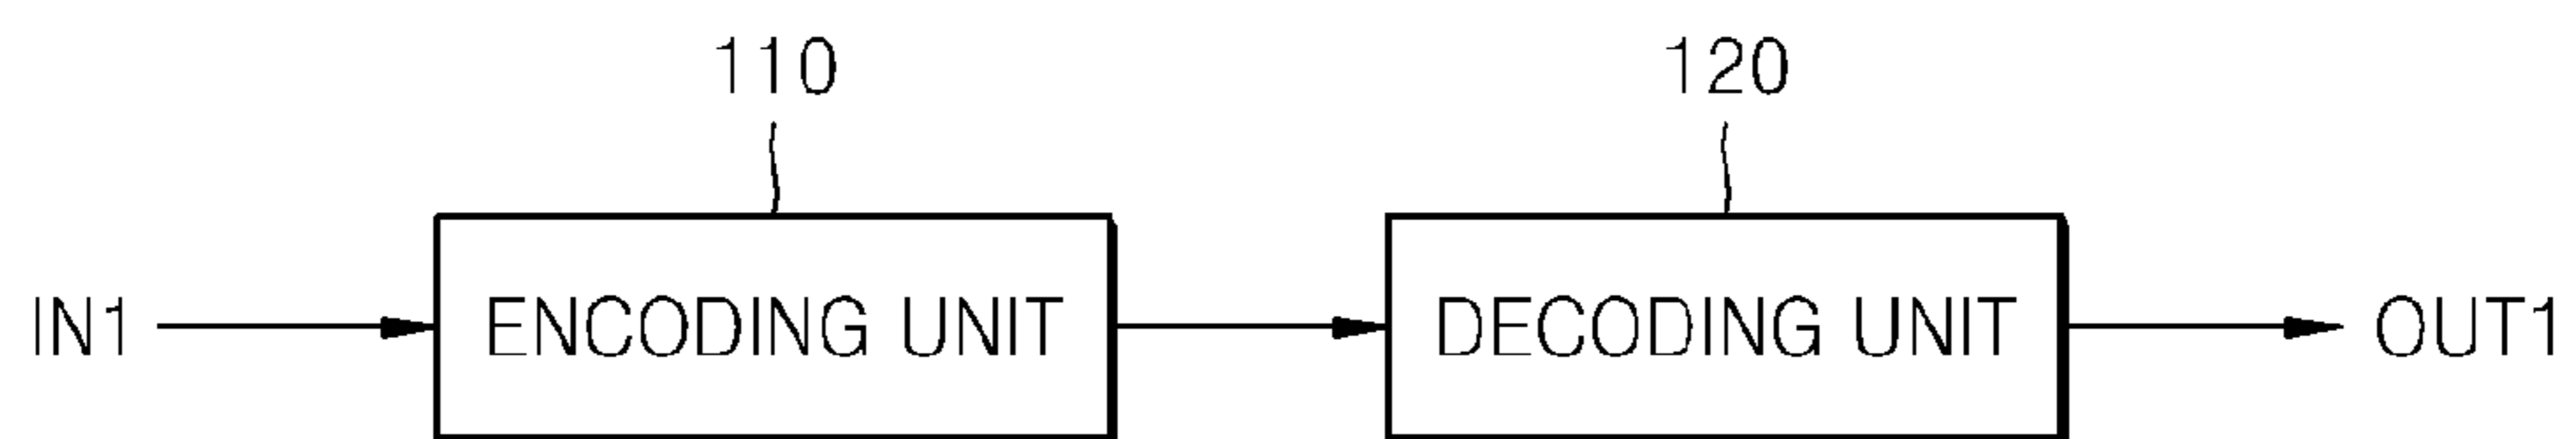 110 120
IN1 ENCODING UNIT DECODING UNIT OUT1